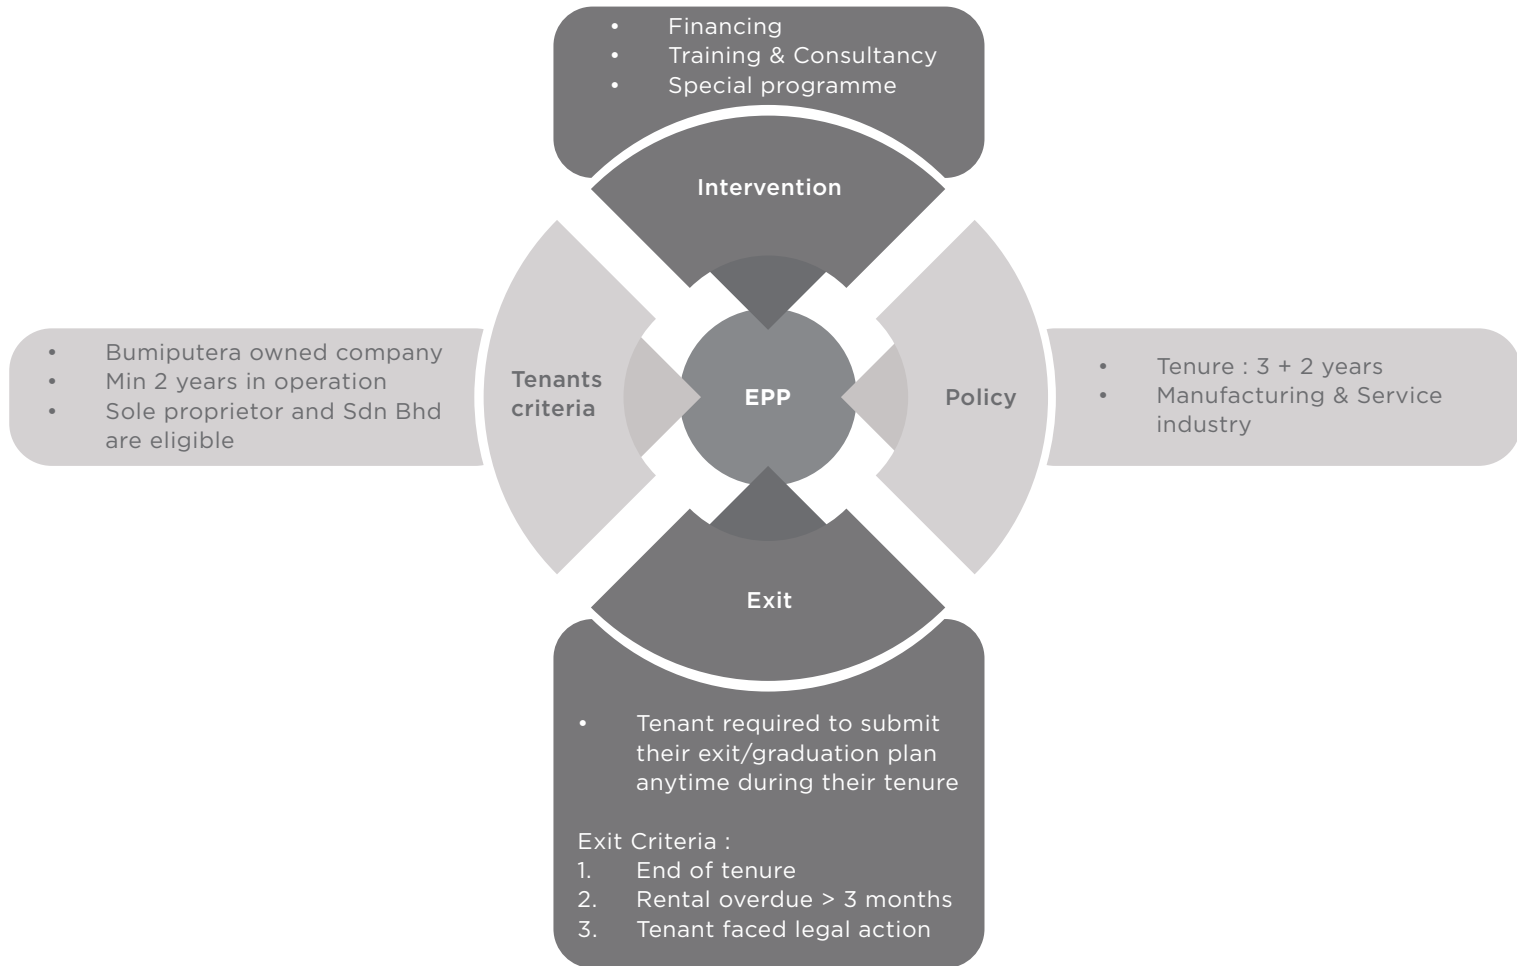 • Financing
• Training & Consultancy
• Special programme
Intervention
• Bumiputera owned company
• Min 2 years in operation
• Sole proprietor and Sdn Bhd
are eligible
Tenants
criteria
EPP
Policy
• Tenure : 3 + 2 years
• Manufacturing & Service
industry
Exit
• Tenant required to submit
their exit/graduation plan
anytime during their tenure
Exit Criteria :
1. End of tenure
2. Rental overdue > 3 months
3. Tenant faced legal action